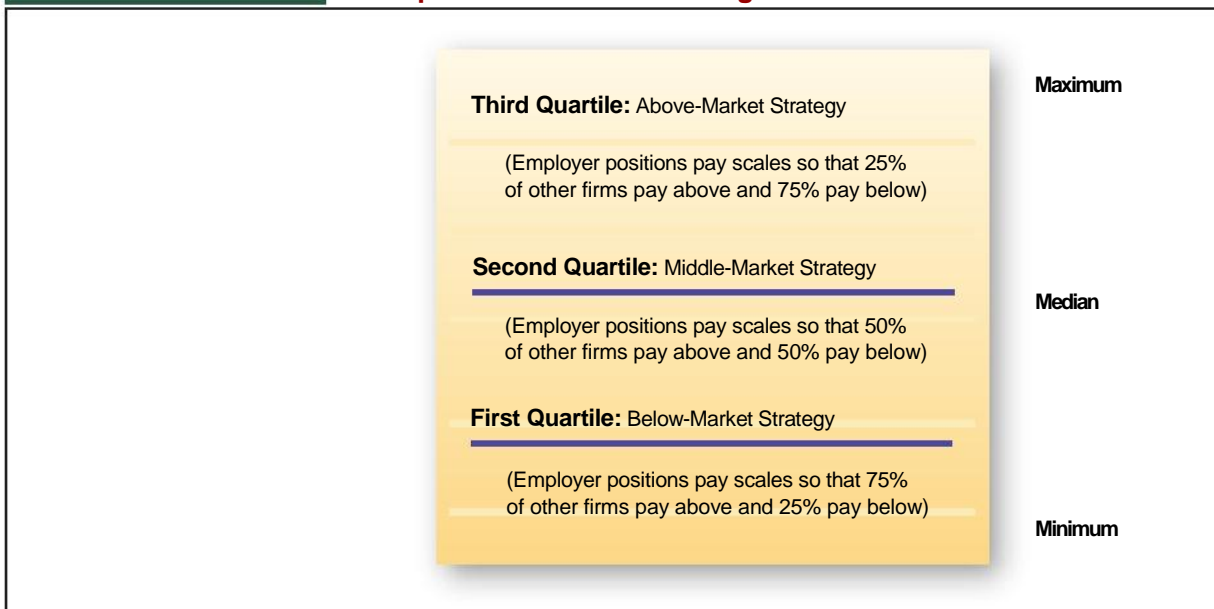 Maximum
Third Quartile: Above-Market Strategy
(Employer positions pay scales so that 25%
of other firms pay above and 75% pay below)
Second Quartile: Middle-Market Strategy
Median
(Employer positions pay scales so that 50%
of other firms pay above and 50% pay below)
First Quartile: Below-Market Strategy
(Employer positions pay scales so that 75%
of other firms pay above and 25% pay below)
Minimum